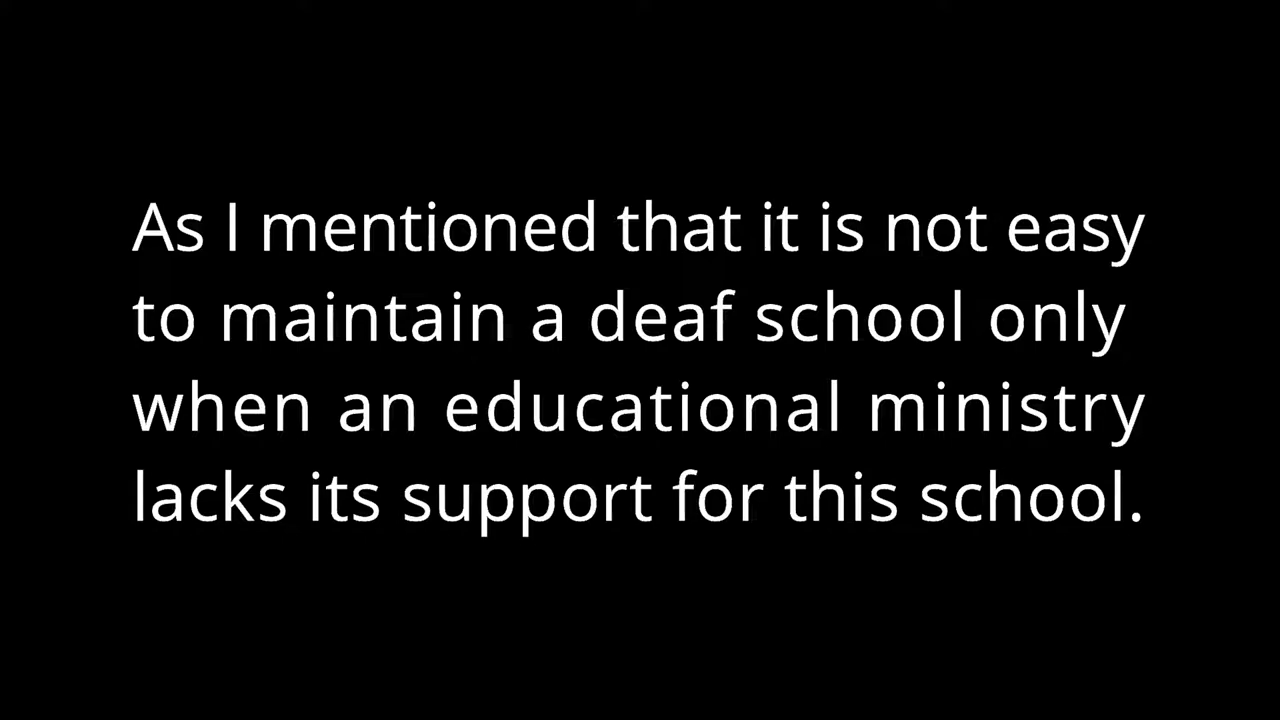 As I mentioned that it is not easy
to maintain a deaf school only
when an educational ministry
lacks its support for this school.